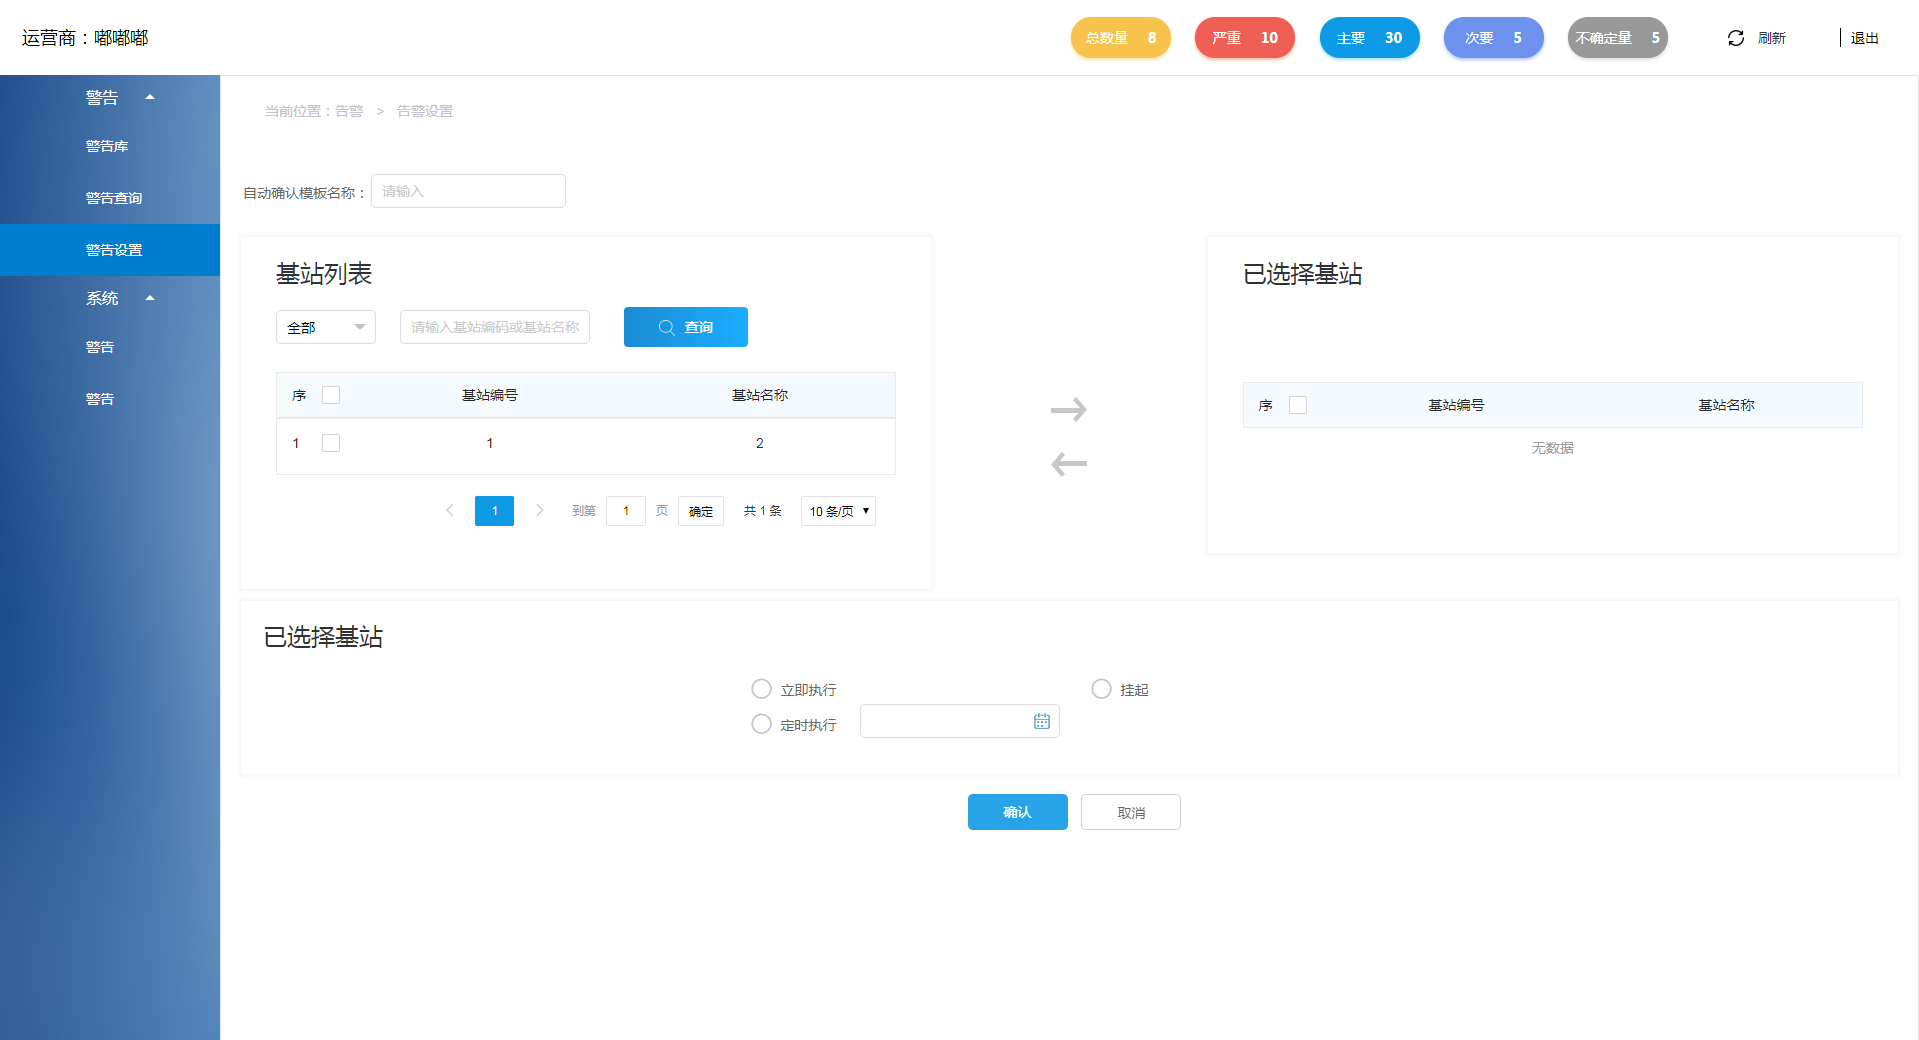 运营商：嘟嘟嘟
总数量 8
严重 10
主要 30
次要 5
不确定量 5
刷新
退出
警告
警告库
警告查询
警告设置
系统
警告
警告
当前位置：告警 > 告警设置
自动确认模板名称： 请输入
基站列表
全部 请输入基站编码或基站名称 查询
序 基站编号 基站名称
1 1 2
1 到第 1 页 确定 共 1 条 10 条/页
已选择基站
序 基站编号 基站名称
无数据
已选择基站
立即执行 挂起
定时执行
确认 取消